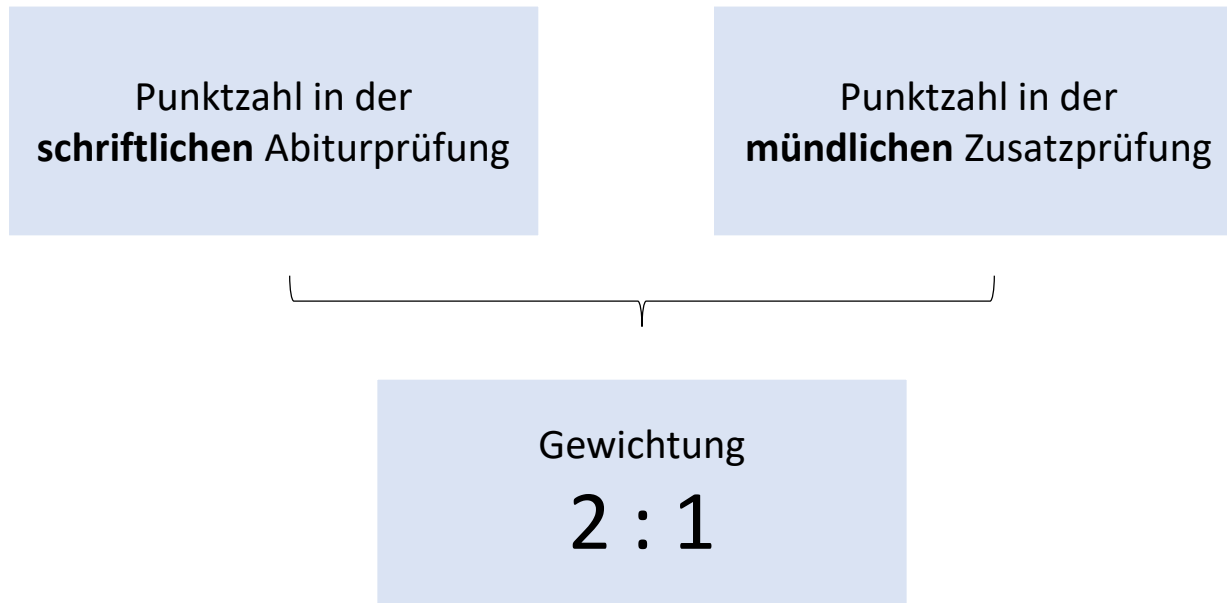 Punktzahl in der
schriftlichen Abiturprüfung
Punktzahl in der
mündlichen Zusatzprüfung
Gewichtung
2 : 1